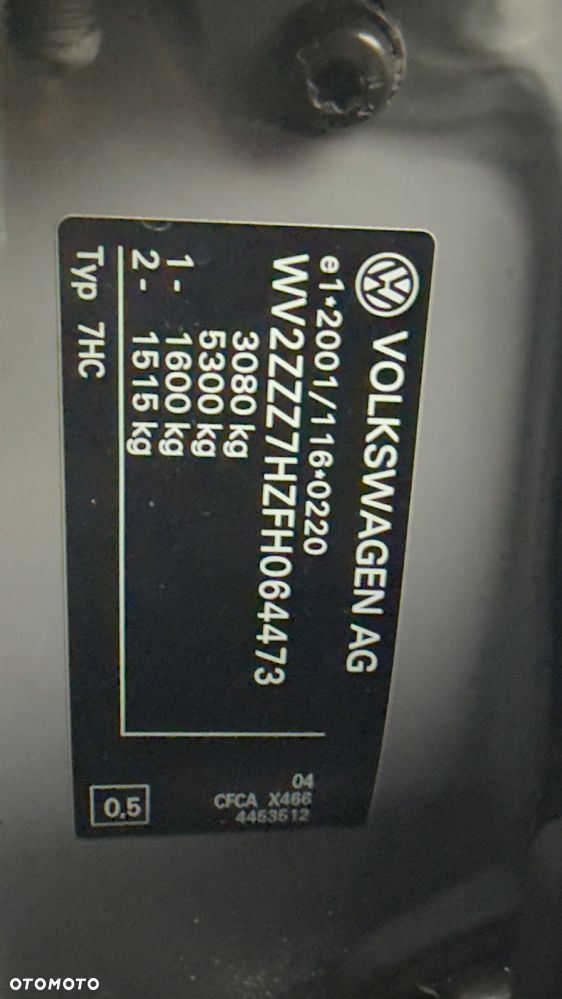 VOLKSWAGEN AG
e1*2001/116*0220
WV2ZZZ7HZFH064473
3080 kg
5300 kg
1 - 1600 kg
2 - 1515 kg
Typ 7HC
04
CFCA X466
4453512
0.5
OTOMOTO